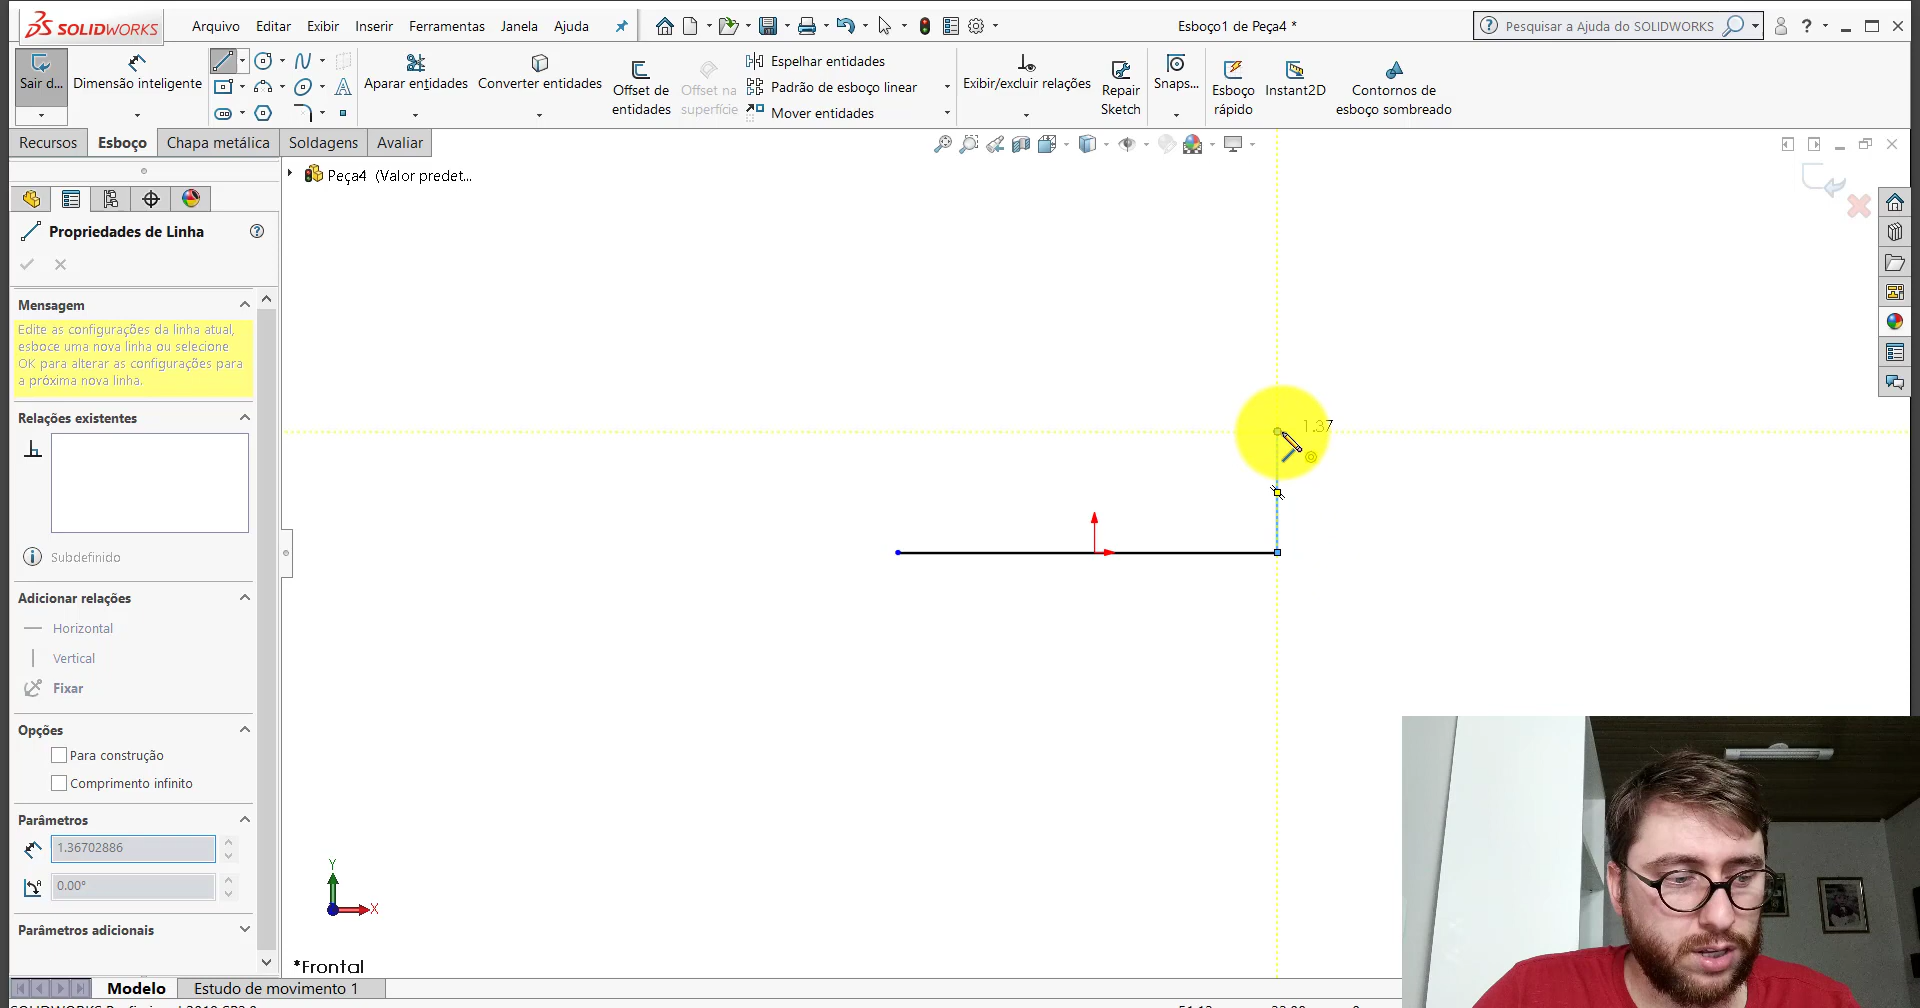 SOLIDWORKS
Arquivo Editar Exibir Inserir Ferramentas Janela Ajuda
Esboço1 de Peça4 *
Pesquisar a Ajuda do SOLIDWORKS
Sair d...
Dimensão inteligente
Aparar entidades
Converter entidades
Offset de entidades
Offset na superfície
Espelhar entidades
Padrão de esboço linear
Mover entidades
Exibir/excluir relações
Repair Sketch
Snaps...
Esboço rápido
Instant2D
Contornos de esboço sombreado
Recursos Esboço Chapa metálica Soldagens Avaliar
Peça4 (Valor predet...
Propriedades de Linha
Mensagem
Edite as configurações da linha atual,
esboce uma nova linha ou selecione
OK para alterar as configurações para
a próxima nova linha.
Relações existentes
Subdefinido
Adicionar relações
Horizontal
Vertical
Fixar
Opções
Para construção
Comprimento infinito
Parâmetros
1.36702886
0.00°
Parâmetros adicionais
1.37
Y
X
*Frontal
Modelo Estudo de movimento 1